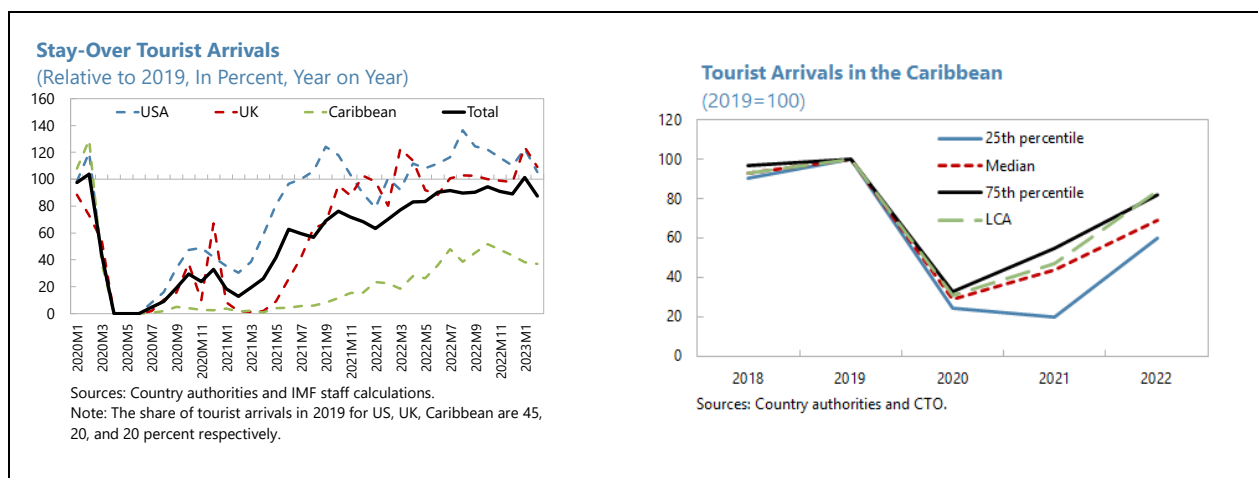 Stay-Over Tourist Arrivals
(Relative to 2019, In Percent, Year on Year)
160
140
120
100
80
60
40
20
0
USA
UK
Caribbean
Total
2020M1
2020M3
2020M5
2020M7
2020M9
2020M11
2021M1
2021M3
2021M5
2021M7
2021M9
2021M11
2022M1
2022M3
2022M5
2022M7
2022M9
2022M11
2023M1
Sources: Country authorities and IMF staff calculations.
Note: The share of tourist arrivals in 2019 for US, UK, Caribbean are 45,
20, and 20 percent respectively.
Tourist Arrivals in the Caribbean
(2019=100)
120
100
80
60
40
20
0
25th percentile
Median
75th percentile
LCA
2018
2019
2020
2021
2022
Sources: Country authorities and CTO.